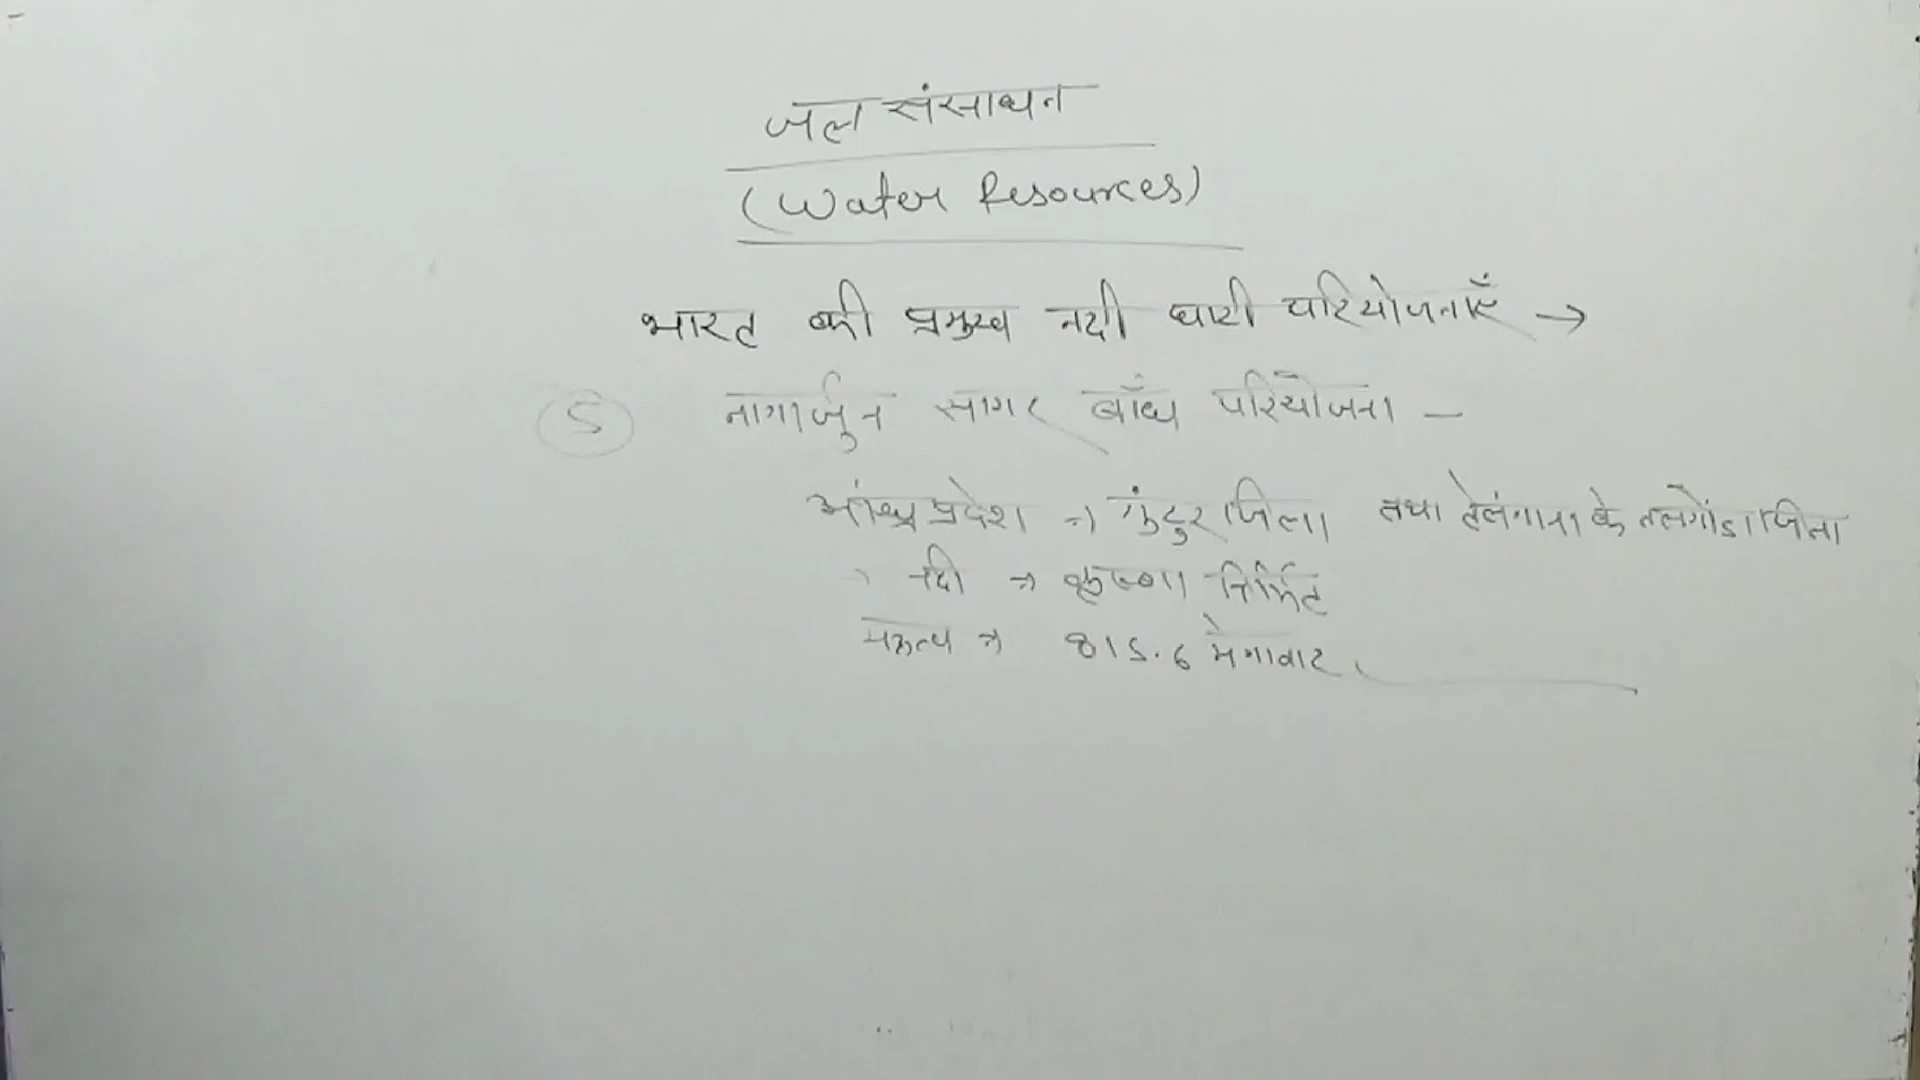 जल संसाधन
(Water Resources)
भारत की प्रमुख नदी घाटी परियोजनाएँ →
5 नागार्जुन सागर बाँध परियोजना –
आंध्र प्रदेश → गुंटुर जिला तथा तेलंगाना के नलगोंडा जिला
नदी → कृष्णा निर्मित
महत्व → 815.6 मेगावाट